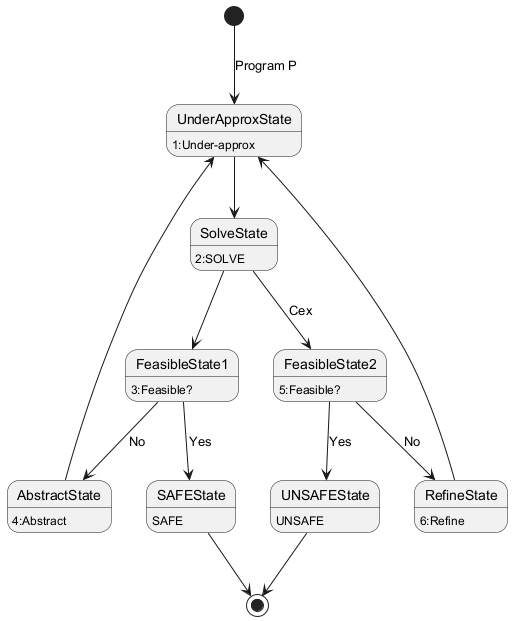 Program P
UnderApproxState
1:Under-approx
SolveState
2:SOLVE
Cex
FeasibleState1
3:Feasible?
FeasibleState2
5:Feasible?
No
Yes
Yes
No
AbstractState
4:Abstract
SAFEState
SAFE
UNSAFEState
UNSAFE
RefineState
6:Refine